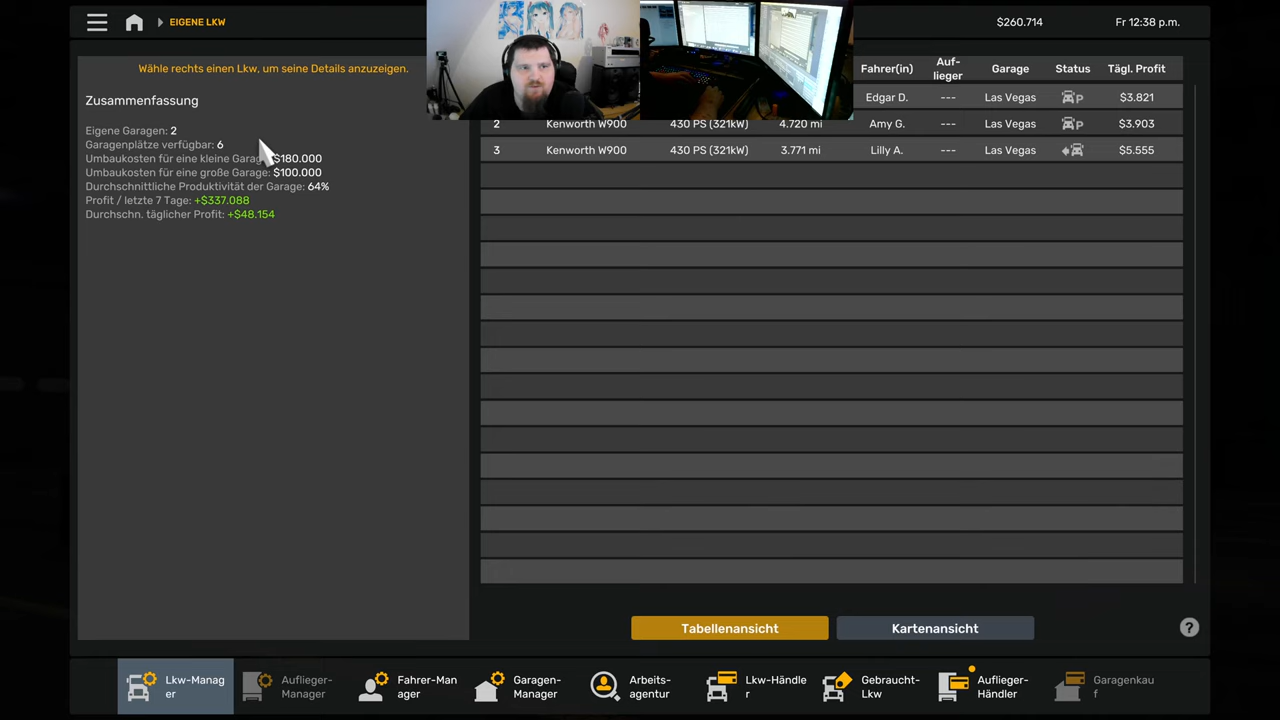 EIGENE LKW
$260.714
Fr 12:38 p.m.
Wähle rechts einen Lkw, um seine Details anzuzeigen.
Zusammenfassung
Eigene Garagen: 2
Garagenplätze verfügbar: 6
Umbaukosten für eine kleine Garag $180.000
Umbaukosten für eine große Garage: $100.000
Durchschnittliche Produktivität der Garage: 64%
Profit / letzte 7 Tage: +$337.088
Durchschn. täglicher Profit: +$48.154
Fahrer(in) Auf-
lieger Garage Status Tägl. Profit
Edgar D. --- Las Vegas P $3.821
2 Kenworth W900 430 PS (321kW) 4.720 mi Amy G. --- Las Vegas P $3.903
3 Kenworth W900 430 PS (321kW) 3.771 mi Lilly A. --- Las Vegas $5.555
Tabellenansicht
Kartenansicht
?
Lkw-Manag
er
Auflieger-
Manager
Fahrer-Man
ager
Garagen-
Manager
Arbeits-
agentur
Lkw-Händle
r
Gebraucht-
Lkw
Auflieger-
Händler
Garagenkau
f